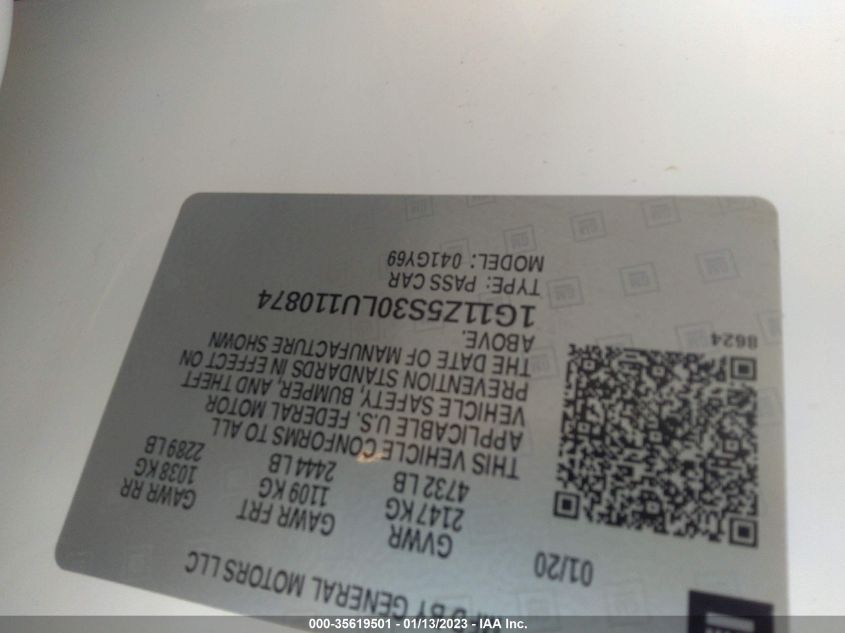 MFD BY GENERAL MOTORS LLC
01/20
GVWR GAWR FRT GAWR RR
2147 KG 1109 KG 1038 KG
4732 LB 2444 LB 2289 LB
THIS VEHICLE CONFORMS TO ALL
APPLICABLE U.S. FEDERAL MOTOR
VEHICLE SAFETY, BUMPER, AND THEFT
PREVENTION STANDARDS IN EFFECT ON
THE DATE OF MANUFACTURE SHOWN
ABOVE.
8624
1G11Z5S30LU110874
TYPE: PASS CAR
MODEL: 041GY69
000-35619501 - 01/13/2023 - IAA Inc.